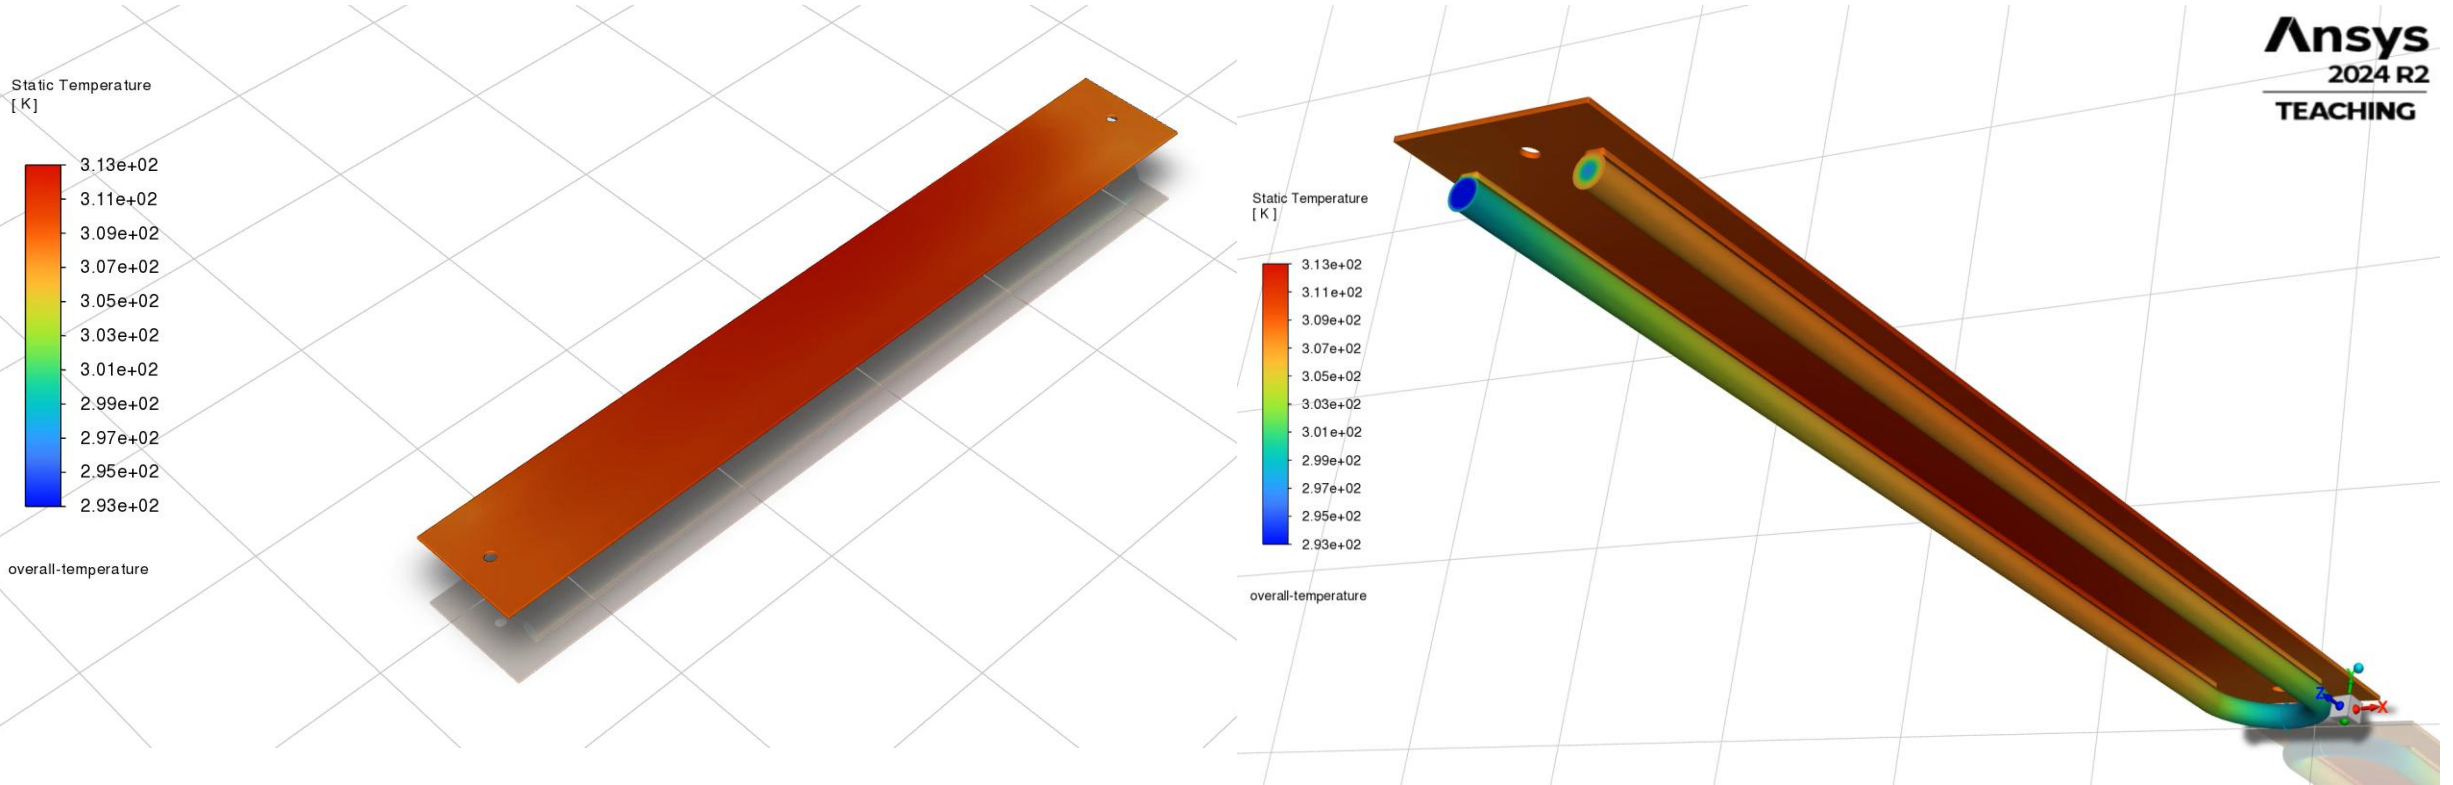 Static Temperature
[ K ]
3.13e+02
3.11e+02
3.09e+02
3.07e+02
3.05e+02
3.03e+02
3.01e+02
2.99e+02
2.97e+02
2.95e+02
2.93e+02
overall-temperature
Static Temperature
[ K ]
3.13e+02
3.11e+02
3.09e+02
3.07e+02
3.05e+02
3.03e+02
3.01e+02
2.99e+02
2.97e+02
2.95e+02
2.93e+02
overall-temperature
Ansys
2024 R2
TEACHING
Z
X